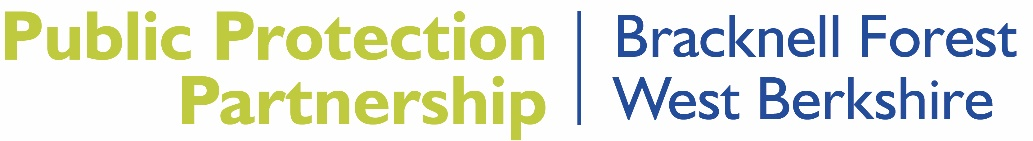 Public Protection
Partnership
Bracknell Forest
West Berkshire